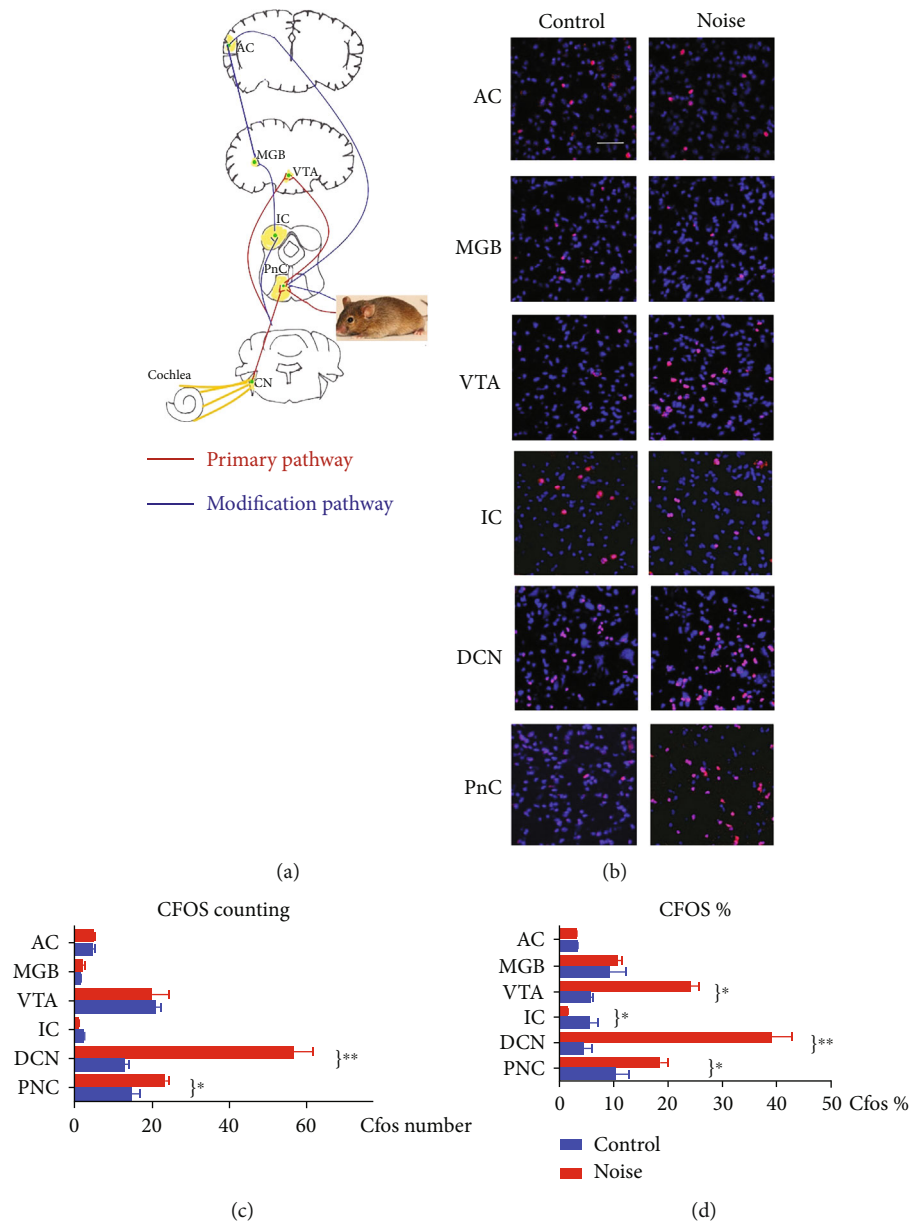 AC
MGB
VTA
IC
PnC
Cochlea
CN
Primary pathway
Modification pathway
(a)
Control Noise
AC
MGB
VTA
IC
DCN
PnC
(b)
CFOS counting
AC
MGB
VTA
IC
DCN
}**
PNC
}*
0 20 40 60
Cfos number
(c)
CFOS %
AC
MGB
VTA
}*
IC
}*
DCN
}**
PNC
}*
0 10 20 30 40 50
Cfos %
Control
Noise
(d)